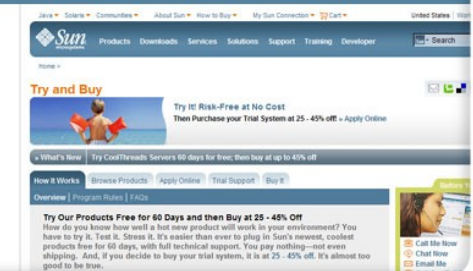 Java Solaris Communities About Sun How to Buy My Sun Connection Cart United States
Sun
microsystems
Products Downloads Services Solutions Support Training Developer
Search
Home >
Try and Buy
Try It! Risk-Free at No Cost
Then Purchase your Trial System at 25 - 45% off! » Apply Online
» What's New Try CoolThreads Servers 60 days for free; then buy at up to 45% off
How It Works Browse Products Apply Online Trial Support Buy It
Overview | Program Rules | FAQs
Try Our Products Free for 60 Days and then Buy at 25 - 45% Off
How do you know how well a hot new product will work in your environment? You
have to try it. Test it. Stress it. It's easier than ever to plug in Sun's newest, coolest
products free for 60 days, with full technical support. You pay nothing—not even
shipping. And, if you decide to buy your trial system, it is at 25 - 45% off. It's almost too
good to be true.
Call Me Now
Chat Now
Email Me